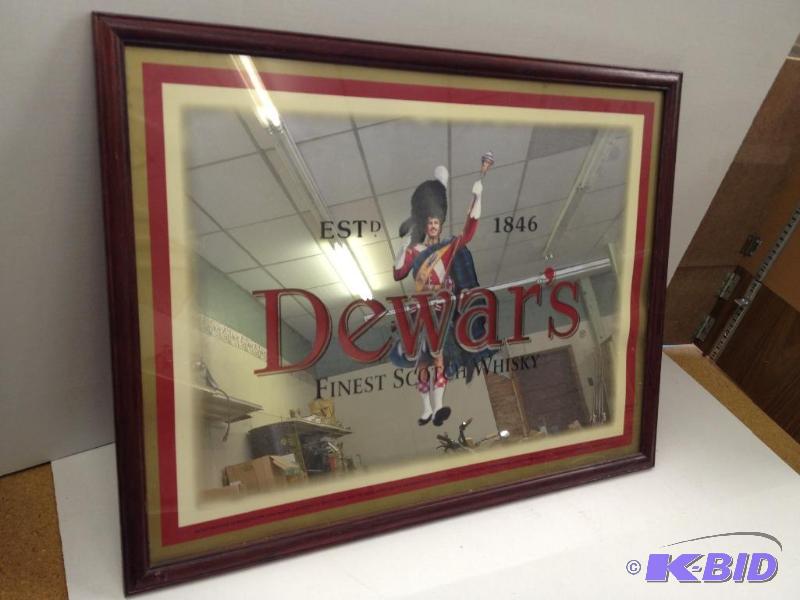 ESTD. 1846
Dewar's
FINEST SCOTCH WHISKY
© K-BID